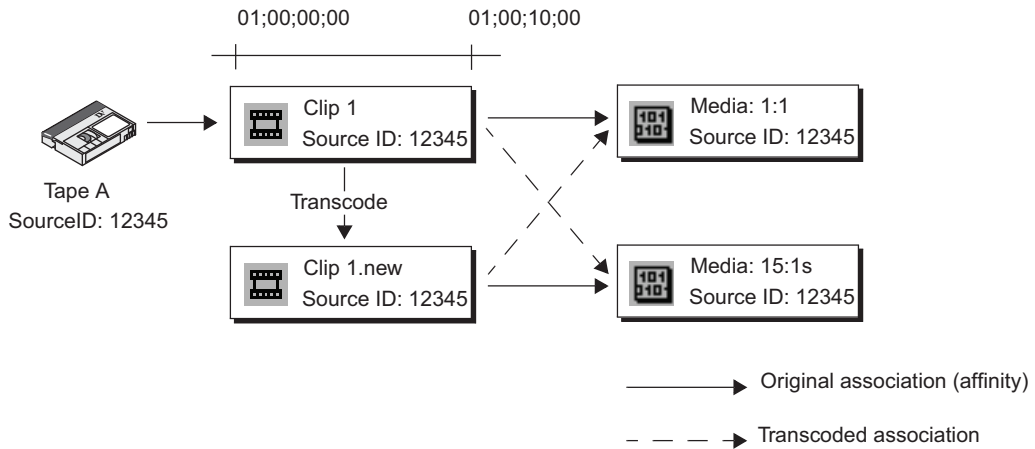 01;00;00;00
01;00;10;00
Clip 1
Source ID: 12345
Media: 1:1
Source ID: 12345
Tape A
SourceID: 12345
Transcode
Clip 1.new
Source ID: 12345
Media: 15:1s
Source ID: 12345
Original association (affinity)
Transcoded association